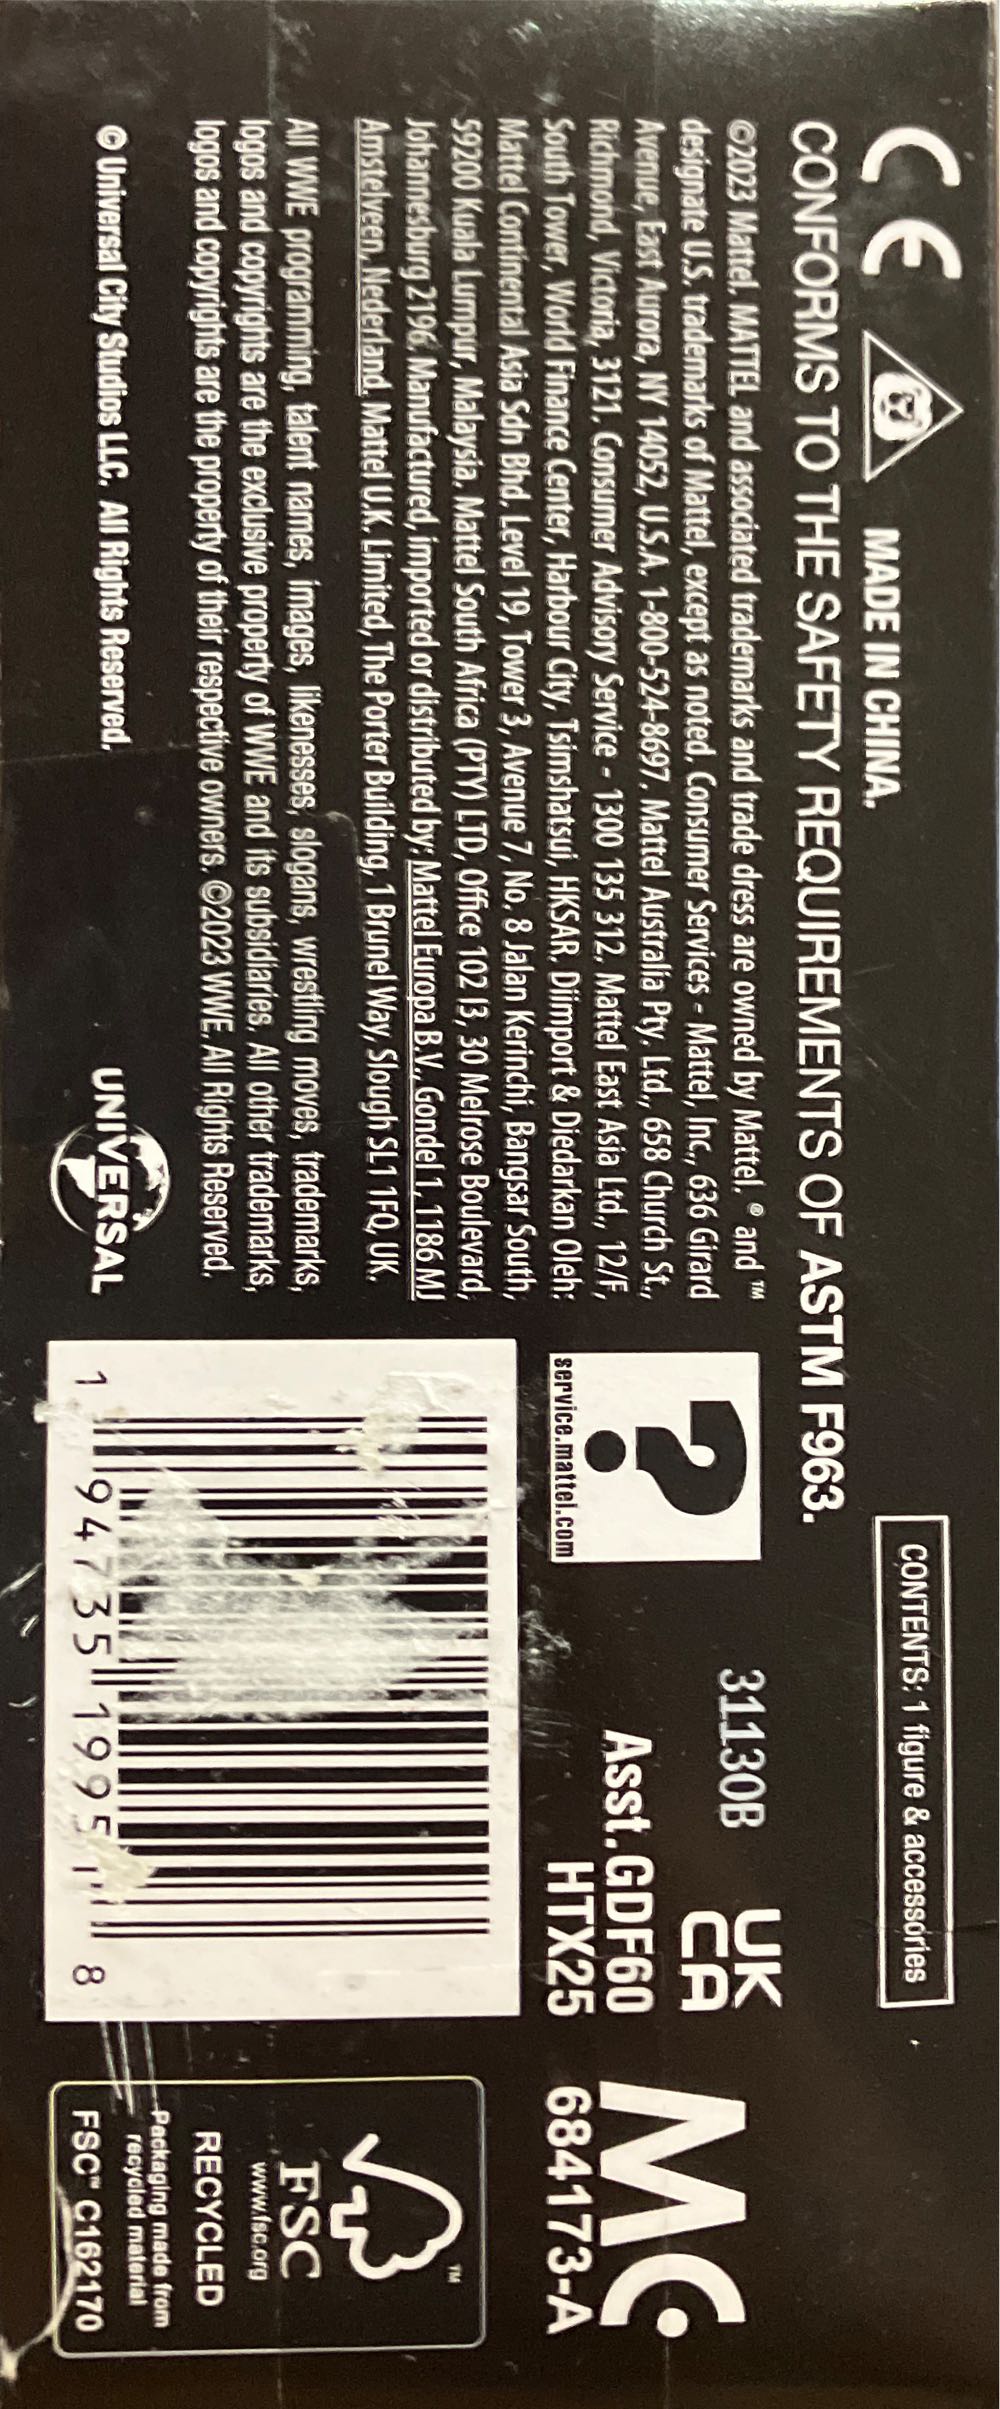 CE
MADE IN CHINA.
CONTENTS: 1 figure & accessories
CONFORMS TO THE SAFETY REQUIREMENTS OF ASTM F963.
©2023 Mattel. MATTEL and associated trademarks and trade dress are owned by Mattel. ® and ™
designate U.S. trademarks of Mattel, except as noted. Consumer Services - Mattel, Inc., 636 Girard
Avenue, East Aurora, NY 14052, U.S.A. 1-800-524-8697. Mattel Australia Pty. Ltd., 658 Church St.,
Richmond, Victoria, 3121. Consumer Advisory Service - 1300 135 312. Mattel East Asia Ltd., 12/F,
South Tower, World Finance Center, Harbour City, Tsimshatsui, HKSAR. Diimport & Diedarkan Oleh:
Mattel Continental Asia Sdn Bhd. Level 19, Tower 3, Avenue 7, No. 8 Jalan Kerinchi, Bangsar South,
59200 Kuala Lumpur, Malaysia. Mattel South Africa (PTY) LTD, Office 102 I3, 30 Melrose Boulevard,
Johannesburg 2196. Manufactured, imported or distributed by: Mattel Europa B.V., Gondel 1, 1186 MJ
Amstelveen, Nederland. Mattel U.K. Limited, The Porter Building, 1 Brunel Way, Slough SL1 1FQ, UK.
All WWE programming, talent names, images, likenesses, slogans, wrestling moves, trademarks,
logos and copyrights are the exclusive property of WWE and its subsidiaries. All other trademarks,
logos and copyrights are the property of their respective owners. ©2023 WWE. All Rights Reserved.
© Universal City Studios LLC. All Rights Reserved.
UNIVERSAL
?
service.mattel.com
31130B
UK
CA
Asst.GDF60
HTX25
MC
684173-A
1 94735 19951 8
™
FSC
www.fsc.org
RECYCLED
Packaging made from
recycled material
FSC™ C162170